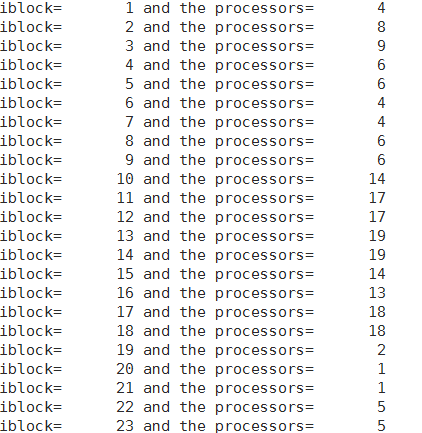 iblock=       1 and the processors=       4
iblock=       2 and the processors=       8
iblock=       3 and the processors=       9
iblock=       4 and the processors=       6
iblock=       5 and the processors=       6
iblock=       6 and the processors=       4
iblock=       7 and the processors=       4
iblock=       8 and the processors=       6
iblock=       9 and the processors=       6
iblock=      10 and the processors=      14
iblock=      11 and the processors=      17
iblock=      12 and the processors=      17
iblock=      13 and the processors=      19
iblock=      14 and the processors=      19
iblock=      15 and the processors=      14
iblock=      16 and the processors=      13
iblock=      17 and the processors=      18
iblock=      18 and the processors=      18
iblock=      19 and the processors=       2
iblock=      20 and the processors=       1
iblock=      21 and the processors=       1
iblock=      22 and the processors=       5
iblock=      23 and the processors=       5